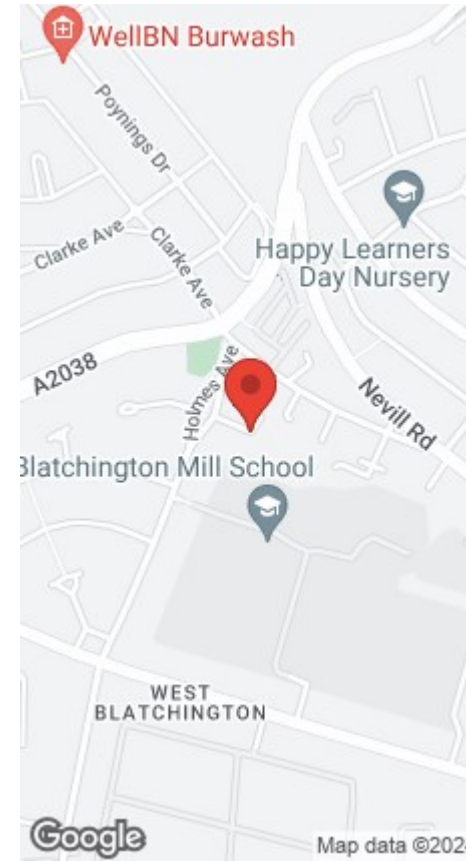 WellBN Burwash
Poynings Dr
Clarke Ave
Clarke Ave
Happy Learners
Day Nursery
A2038
Holmes Ave
Nevill Rd
Blatchington Mill School
WEST
BLATCHINGTON
Google
Map data ©202